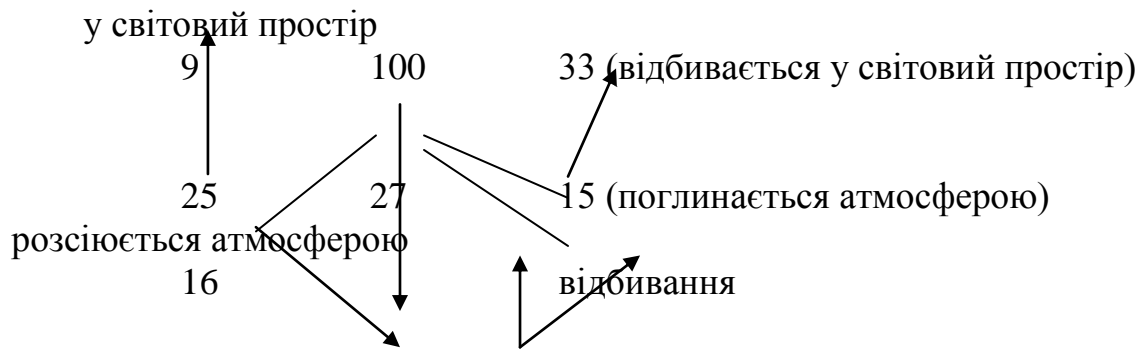 у світовий простір
9 100 33 (відбивається у світовий простір)
25 27 15 (поглинається атмосферою)
розсіюється атмосферою
16 відбивання